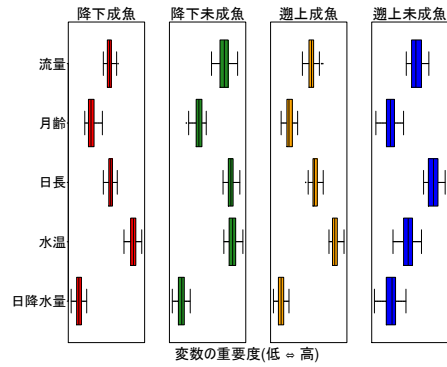 降下成魚 降下未成魚 遡上成魚 遡上未成魚
流量
月齢
日長
水温
日降水量
変数の重要度(低 ⇔ 高)